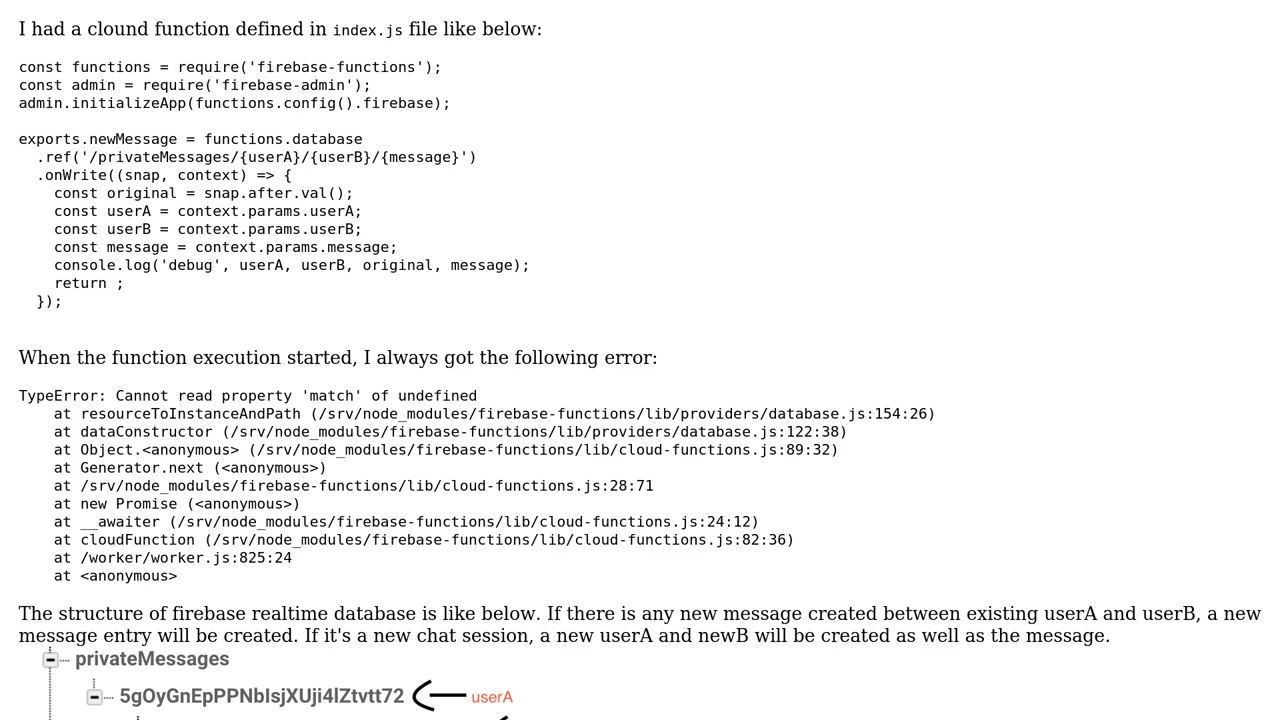 I had a clound function defined in index.js file like below:
const functions = require('firebase-functions');
const admin = require('firebase-admin');
admin.initializeApp(functions.config().firebase);
exports.newMessage = functions.database
  .ref('/privateMessages/{userA}/{userB}/{message}')
  .onWrite((snap, context) => {
    const original = snap.after.val();
    const userA = context.params.userA;
    const userB = context.params.userB;
    const message = context.params.message;
    console.log('debug', userA, userB, original, message);
    return ;
  });
When the function execution started, I always got the following error:
TypeError: Cannot read property 'match' of undefined
    at resourceToInstanceAndPath (/srv/node_modules/firebase-functions/lib/providers/database.js:154:26)
    at dataConstructor (/srv/node_modules/firebase-functions/lib/providers/database.js:122:38)
    at Object.<anonymous> (/srv/node_modules/firebase-functions/lib/cloud-functions.js:89:32)
    at Generator.next (<anonymous>)
    at /srv/node_modules/firebase-functions/lib/cloud-functions.js:28:71
    at new Promise (<anonymous>)
    at __awaiter (/srv/node_modules/firebase-functions/lib/cloud-functions.js:24:12)
    at cloudFunction (/srv/node_modules/firebase-functions/lib/cloud-functions.js:82:36)
    at /worker/worker.js:825:24
    at <anonymous>
The structure of firebase realtime database is like below. If there is any new message created between existing userA and userB, a new
message entry will be created. If it's a new chat session, a new userA and newB will be created as well as the message.
privateMessages
5gOyGnEpPPNbIsjXUji4lZtvtt72 userA